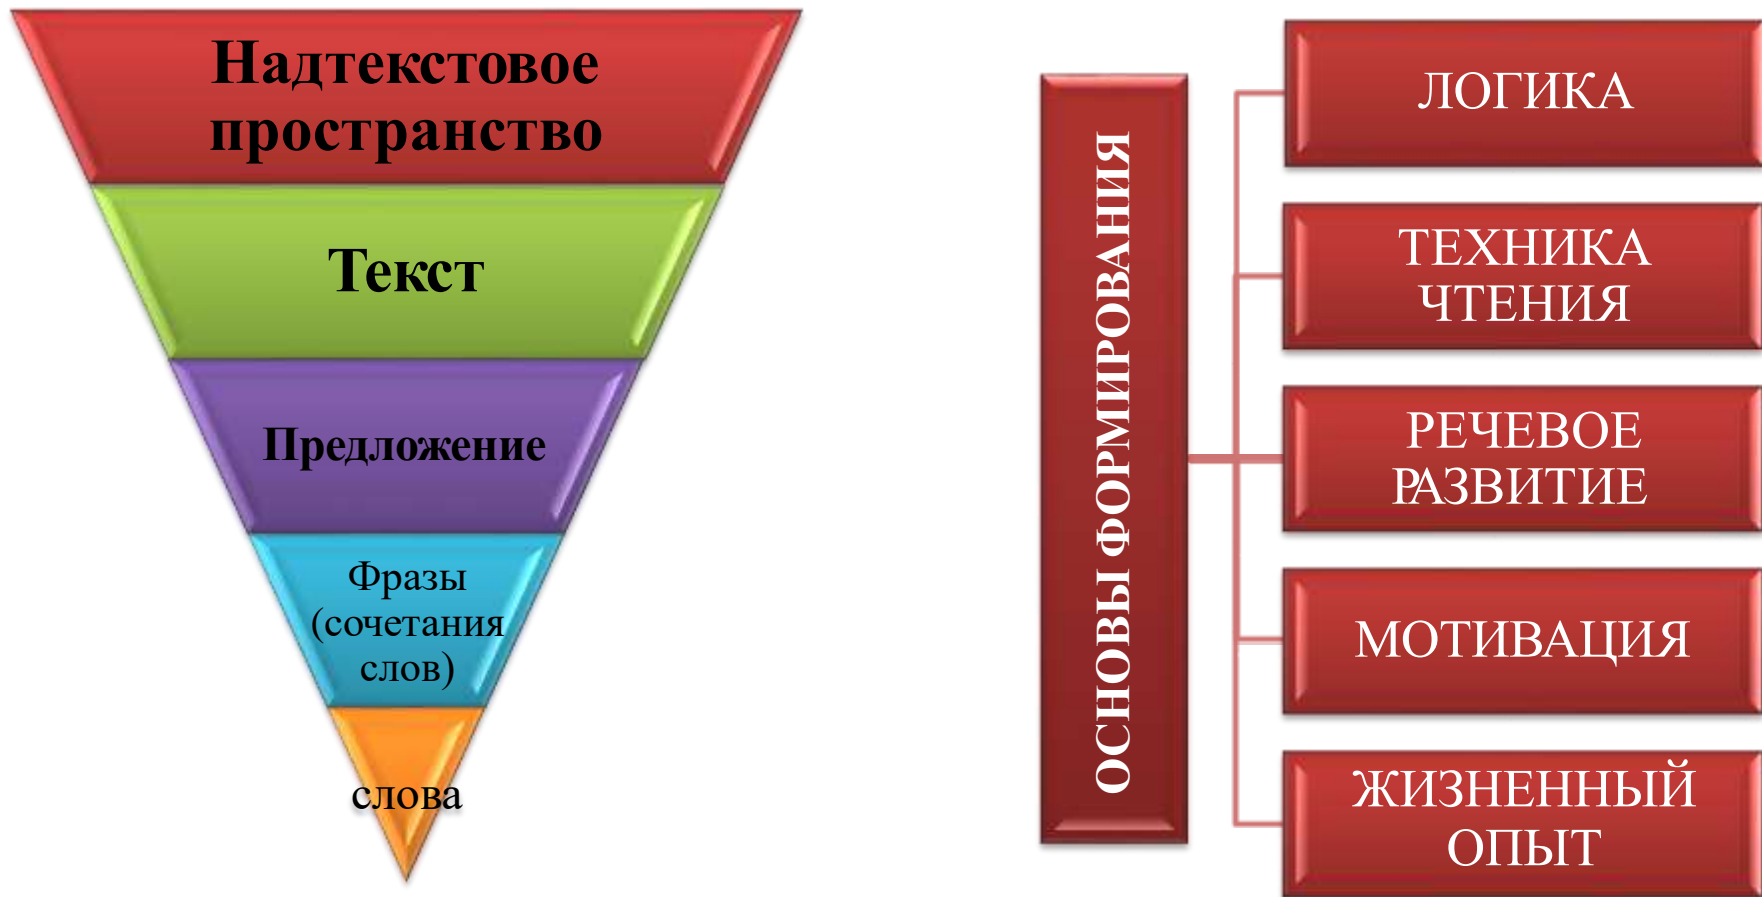 Надтекстовое
пространство
Текст
Предложение
Фразы
(сочетания
слов)
слова
ОСНОВЫ ФОРМИРОВАНИЯ
ЛОГИКА
ТЕХНИКА
ЧТЕНИЯ
РЕЧЕВОЕ
РАЗВИТИЕ
МОТИВАЦИЯ
ЖИЗНЕННЫЙ
ОПЫТ